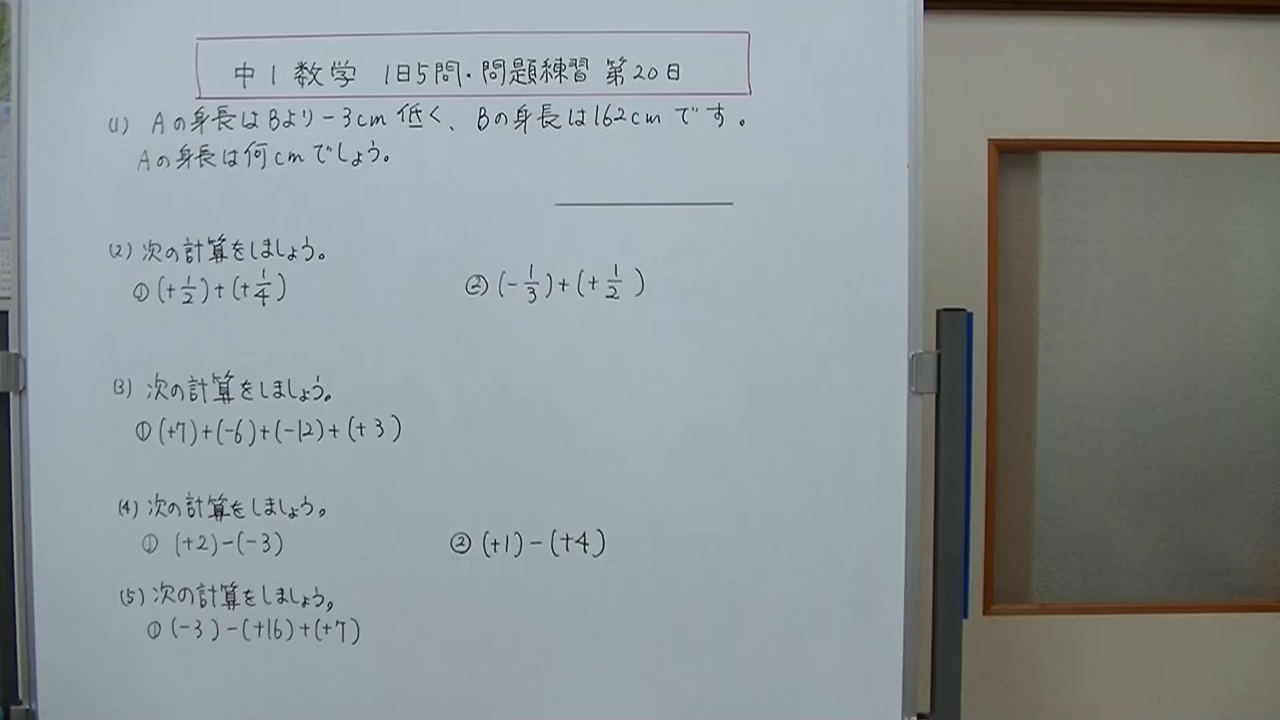 中1数学 1日5問・問題練習 第20日
(1) Aの身長はBより-3cm 低く、Bの身長は162cmです。
Aの身長は何cmでしょう。
(2) 次の計算をしましょう。
① (+1/2)+(+1/4) ② (-1/3)+(+1/2)
(3) 次の計算をしましょう。
① (+7)+(-6)+(-12)+(+3)
(4) 次の計算をしましょう。
① (+2)-(-3) ② (+1)-(+4)
(5) 次の計算をしましょう。
① (-3)-(+16)+(+7)